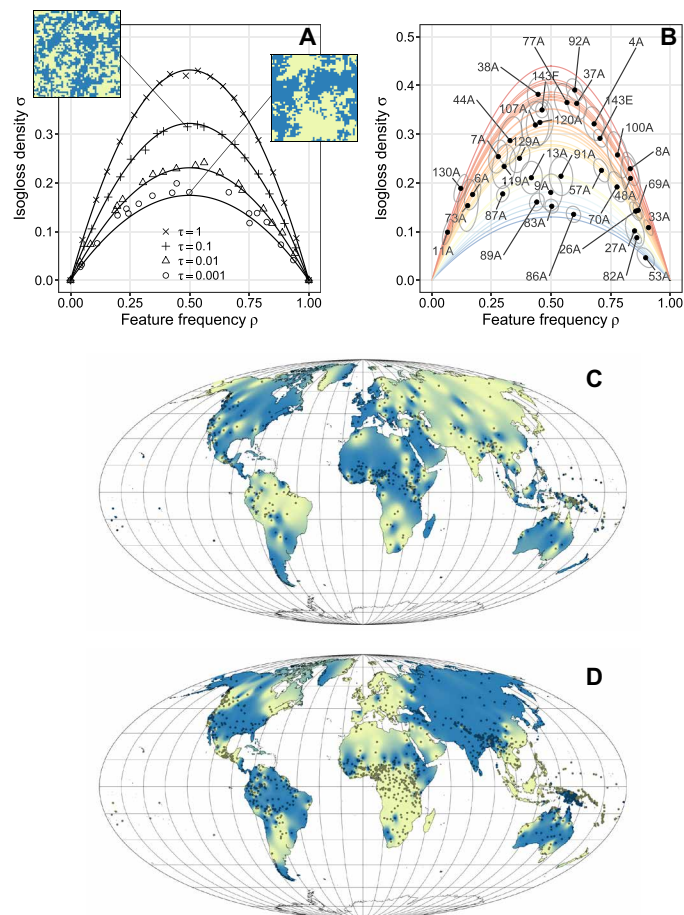 A
Isogloss density σ
0.3
0.2
0.1
0.0
× τ = 1
+ τ = 0.1
△ τ = 0.01
○ τ = 0.001
0.00 0.25 0.50 0.75 1.00
Feature frequency ρ
B
Isogloss density σ
0.5
0.4
0.3
0.2
0.1
0.0
77A 92A 4A
38A 143F 37A
44A 107A 120A 143E
7A 129A 100A
130A 6A 119A 13A 91A 8A
9A 57A 48A 69A
73A 87A 83A 70A 33A
11A 89A 26A 27A
86A 82A 53A
0.00 0.25 0.50 0.75 1.00
Feature frequency ρ
C
D